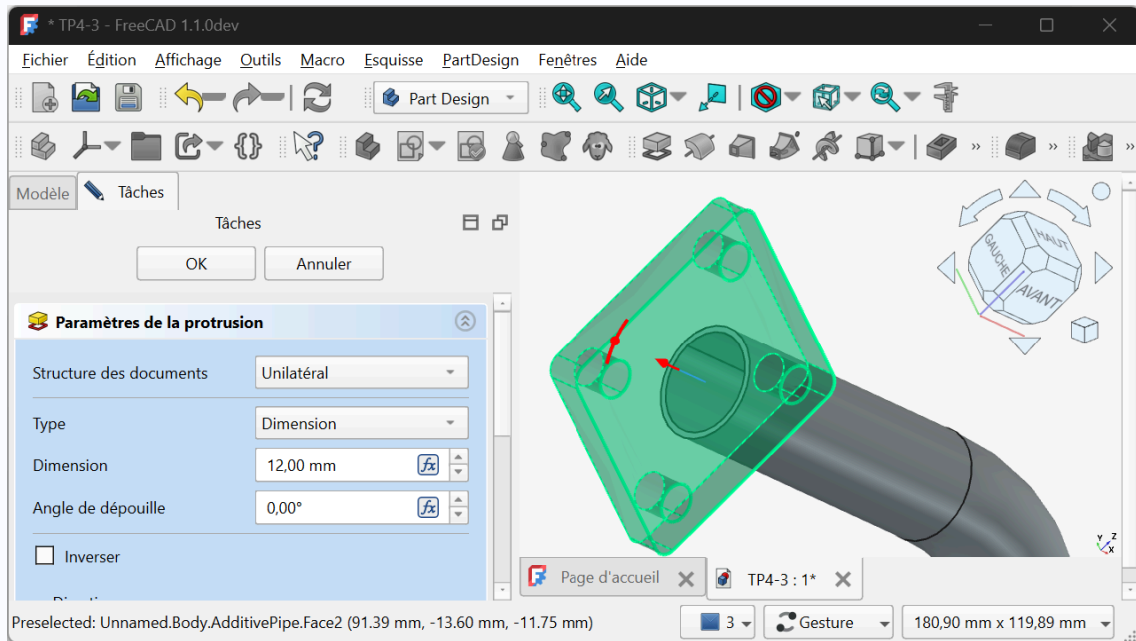 * TP4-3 - FreeCAD 1.1.0dev
Fichier Édition Affichage Outils Macro Esquisse PartDesign Fenêtres Aide
Part Design
Modèle Tâches
Tâches
OK Annuler
Paramètres de la protrusion
Structure des documents Unilatéral
Type Dimension
Dimension 12,00 mm fx
Angle de dépouille 0,00° fx
Inverser
GAUCHE HAUT
AVANT
Y Z
X
Page d'accueil TP4-3 : 1*
Preselected: Unnamed.Body.AdditivePipe.Face2 (91.39 mm, -13.60 mm, -11.75 mm) 3 Gesture 180,90 mm x 119,89 mm